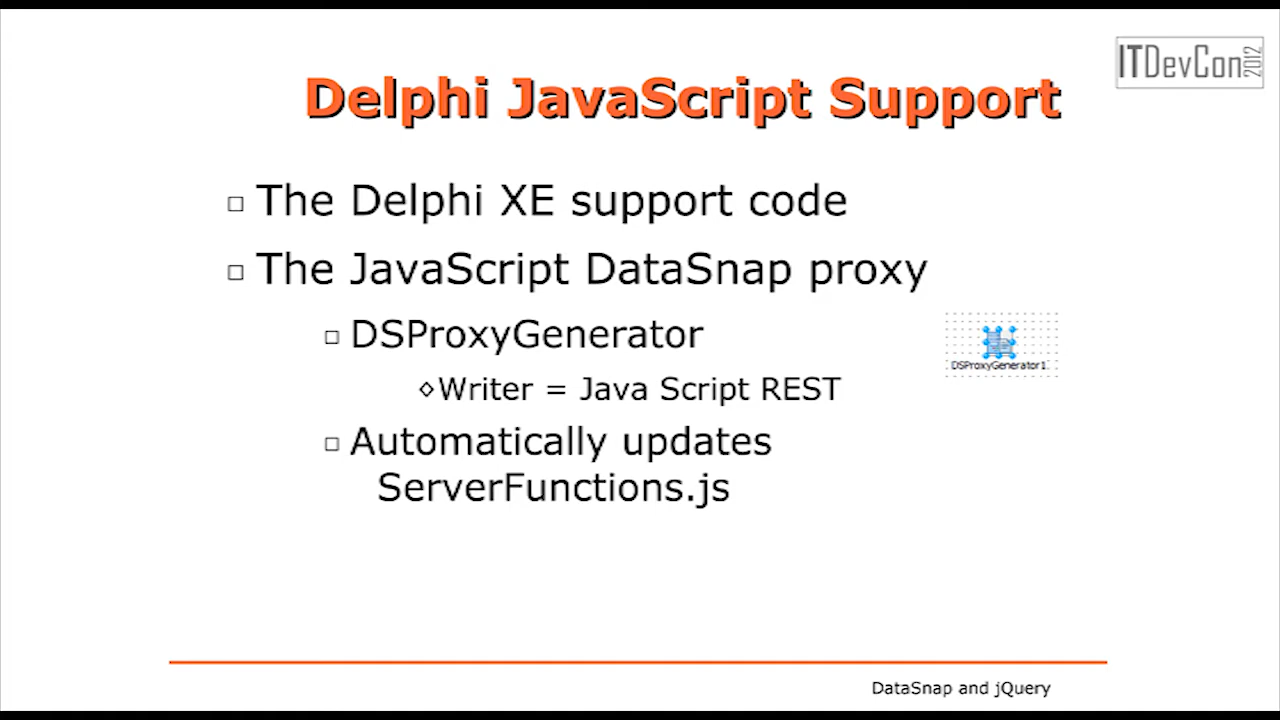 ITDevCon 2012
Delphi JavaScript Support
The Delphi XE support code
The JavaScript DataSnap proxy
DSProxyGenerator
DSProxyGenerator1
Writer = Java Script REST
Automatically updates
ServerFunctions.js
DataSnap and jQuery